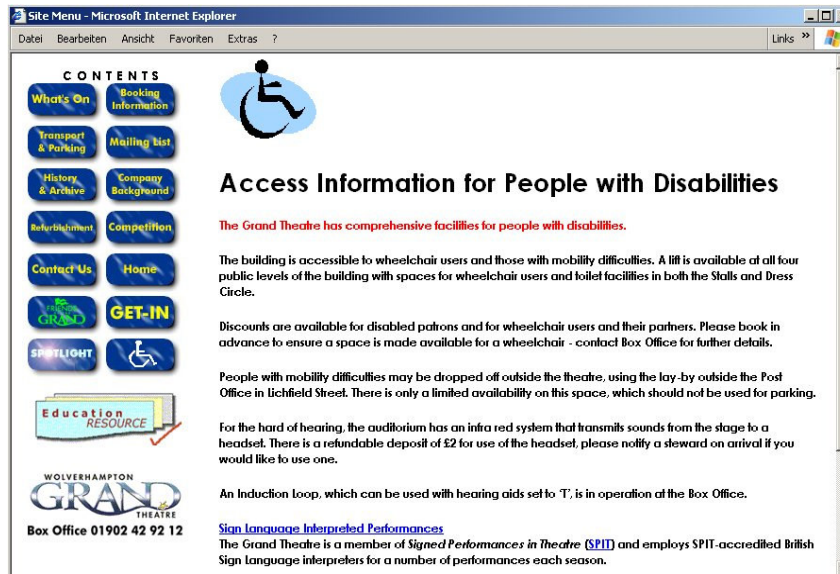 Site Menu - Microsoft Internet Explorer
Datei Bearbeiten Ansicht Favoriten Extras ?
Links »
CONTENTS
What's On
Booking
Information
Transport
& Parking
Mailing List
History
& Archive
Company
Background
Refurbishment
Competition
Contact Us
Home
FRIENDS
GRAND
GET-IN
SPOTLIGHT
Education
RESOURCE
WOLVERHAMPTON
GRAND
THEATRE
Box Office 01902 42 92 12
Access Information for People with Disabilities
The Grand Theatre has comprehensive facilities for people with disabilities.
The building is accessible to wheelchair users and those with mobility difficulties. A lift is available at all four
public levels of the building with spaces for wheelchair users and toilet facilities in both the Stalls and Dress
Circle.
Discounts are available for disabled patrons and for wheelchair users and their partners. Please book in
advance to ensure a space is made available for a wheelchair - contact Box Office for further details.
People with mobility difficulties may be dropped off outside the theatre, using the lay-by outside the Post
Office in Lichfield Street. There is only a limited availability on this space, which should not be used for parking.
For the hard of hearing, the auditorium has an infra red system that transmits sounds from the stage to a
headset. There is a refundable deposit of £2 for use of the headset, please notify a steward on arrival if you
would like to use one.
An Induction Loop, which can be used with hearing aids set to 'T', is in operation at the Box Office.
Sign Language Interpreted Performances
The Grand Theatre is a member of Signed Performances in Theatre (SPIT) and employs SPIT-accredited British
Sign Language interpreters for a number of performances each season.